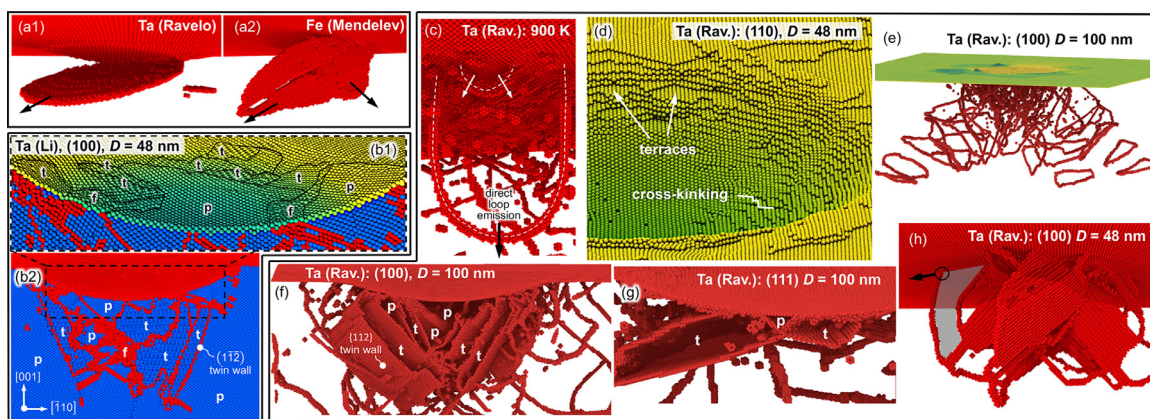 (a1)
Ta (Ravelo)
(a2)
Fe (Mendelev)
Ta (Li), (100), D = 48 nm
(b1)
t
t
t
t
t
t
f
f
p
p
(b2)
p
t
t
t
t
f
p
p
(11̄2)
twin wall
[001]
[1̄10]
(c)
Ta (Rav.): 900 K
direct
loop
emission
(d)
Ta (Rav.): (110), D = 48 nm
terraces
cross-kinking
(e)
Ta (Rav.): (100) D = 100 nm
(f)
Ta (Rav.): (100), D = 100 nm
p
p
p
t
t
t
t
{112}
twin wall
(g)
Ta (Rav.): (111) D = 100 nm
p
t
t
(h)
Ta (Rav.): (100) D = 48 nm